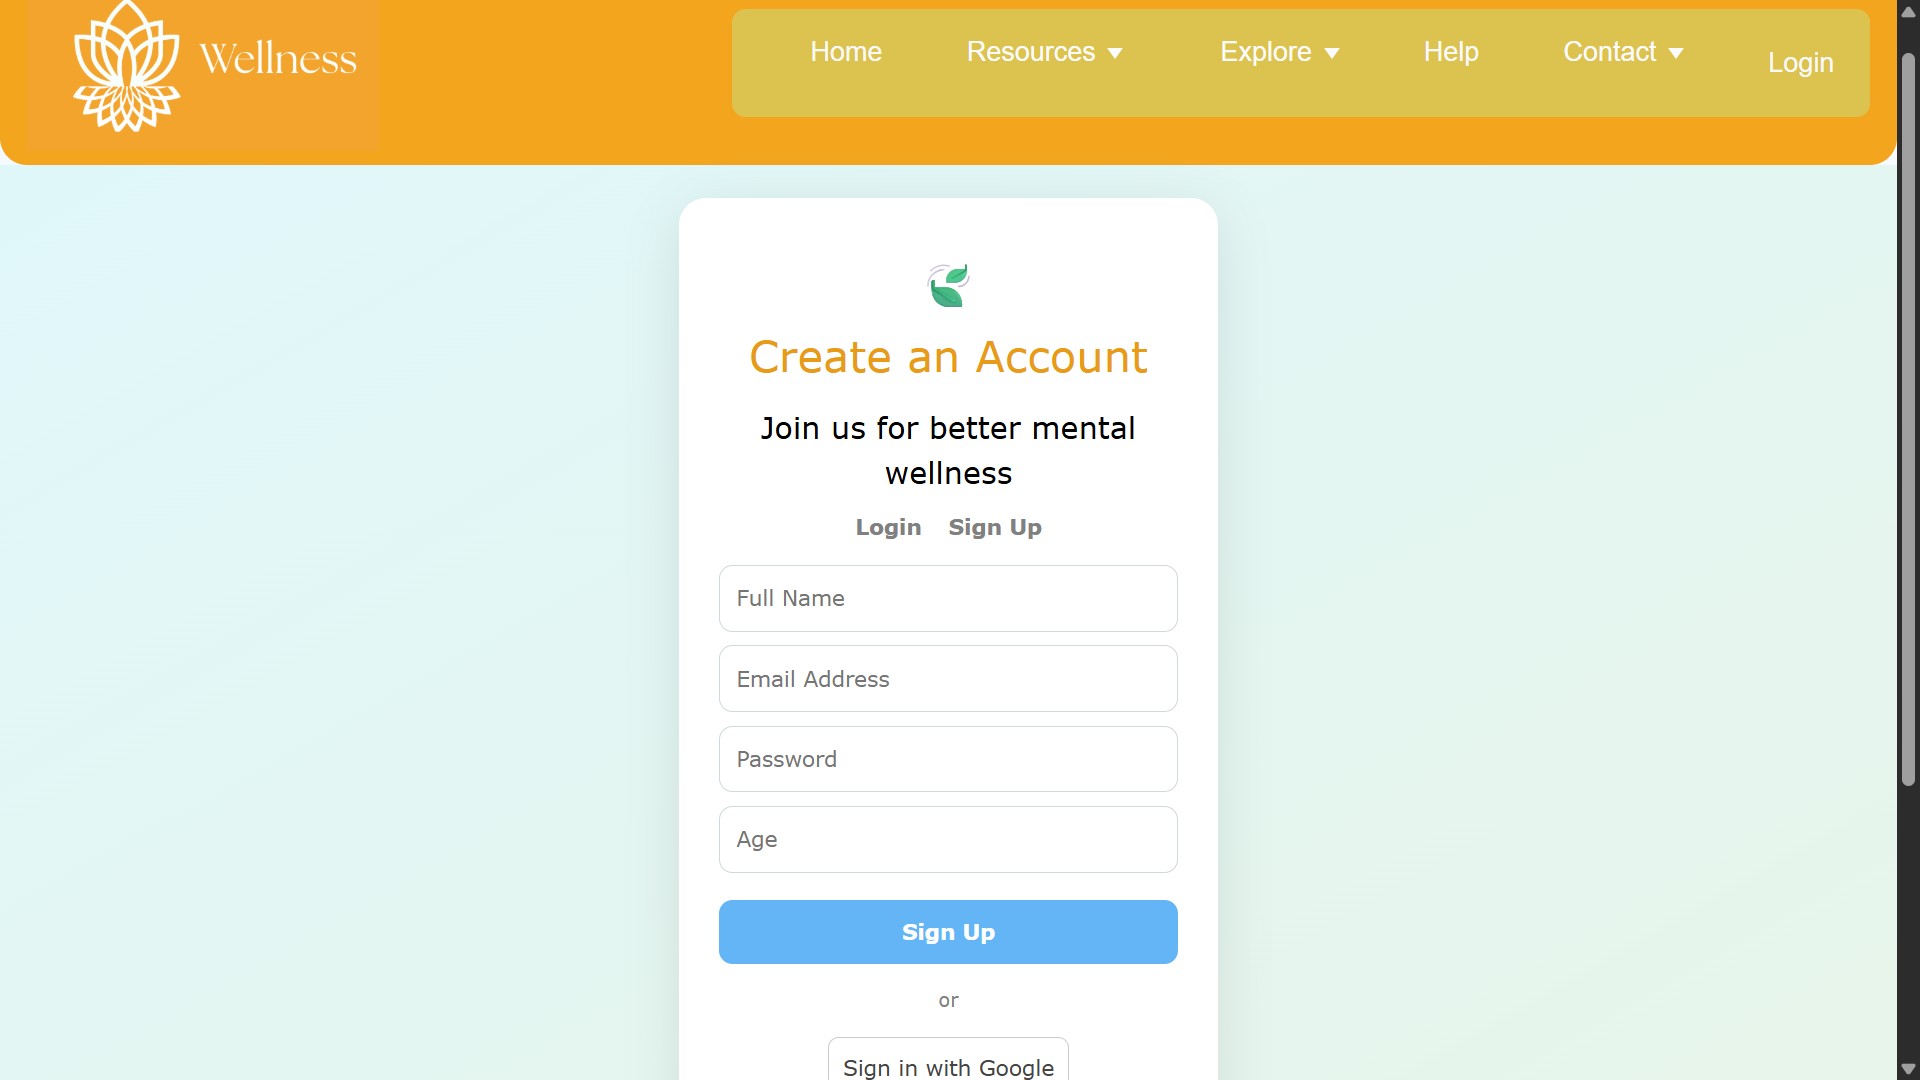 Wellness
Home
Resources
Explore
Help
Contact
Login
Create an Account
Join us for better mental
wellness
Login Sign Up
Full Name
Email Address
Password
Age
Sign Up
or
Sign in with Google